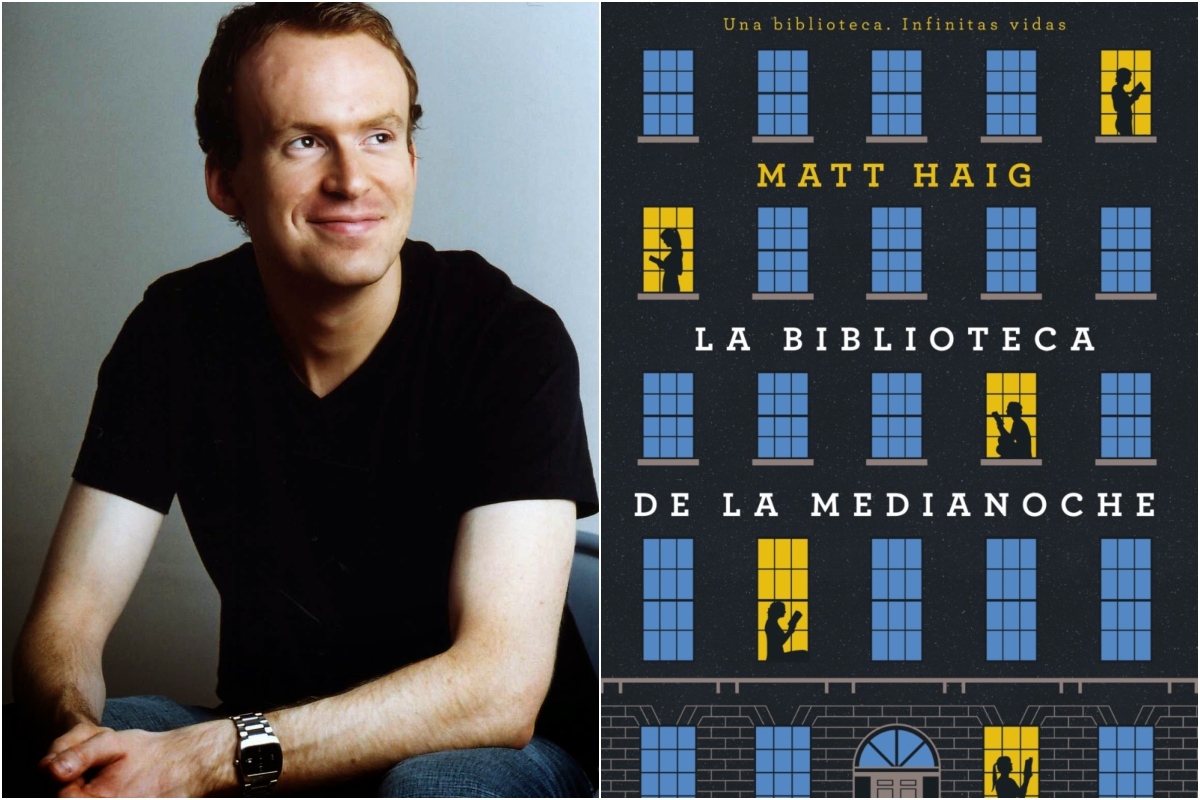 Una biblioteca. Infinitas vidas
MATT HAIG
LA BIBLIOTECA
DE LA MEDIANOCHE